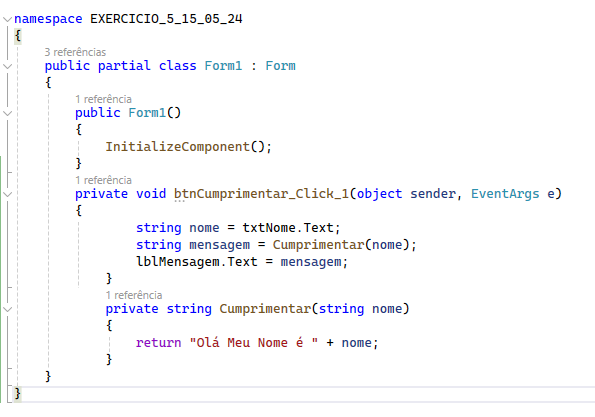 namespace EXERCICIO_5_15_05_24
{
3 referências
public partial class Form1 : Form
{
1 referência
public Form1()
{
InitializeComponent();
}
1 referência
private void btnCumprimentar_Click_1(object sender, EventArgs e)
{
string nome = txtNome.Text;
string mensagem = Cumprimentar(nome);
lblMensagem.Text = mensagem;
}
1 referência
private string Cumprimentar(string nome)
{
return "Olá Meu Nome é " + nome;
}
}
}